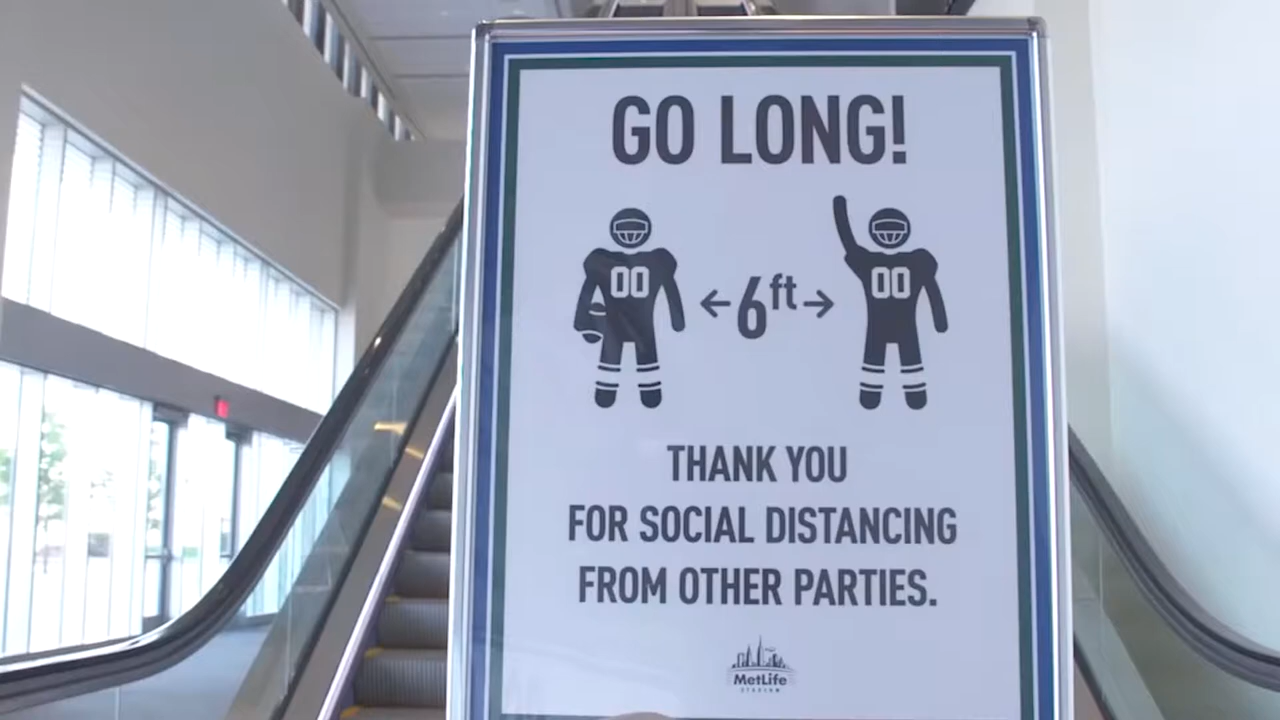 GO LONG!
00
←6ft→
00
THANK YOU
FOR SOCIAL DISTANCING
FROM OTHER PARTIES.
MetLife
STADIUM